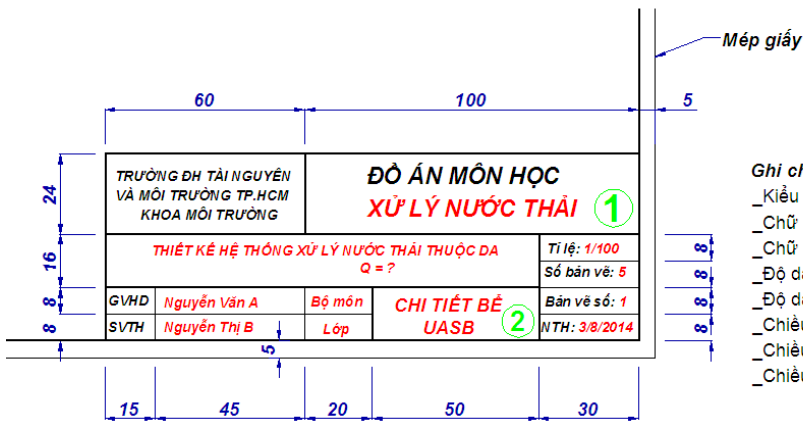 Mép giấy
60
100
5
TRƯỜNG ĐH TÀI NGUYÊN
VÀ MÔI TRƯỜNG TP.HCM
KHOA MÔI TRƯỜNG
ĐỒ ÁN MÔN HỌC
XỬ LÝ NƯỚC THẢI
1
24
Ghi ch
_Kiểu
_Chữ
_Chữ
_Độ d
_Độ d
_Chiều
_Chiều
_Chiều
THIẾT KẾ HỆ THỐNG XỬ LÝ NƯỚC THẢI THUỘC DA
Q = ?
Tỉ lệ: 1/100
Số bản vẽ: 5
16
8
8
GVHD
Nguyễn Văn A
Bộ môn
CHI TIẾT BỂ
UASB
2
Bản vẽ số: 1
8
8
SVTH
Nguyễn Thị B
Lớp
NTH: 3/8/2014
8
8
5
15
45
20
50
30